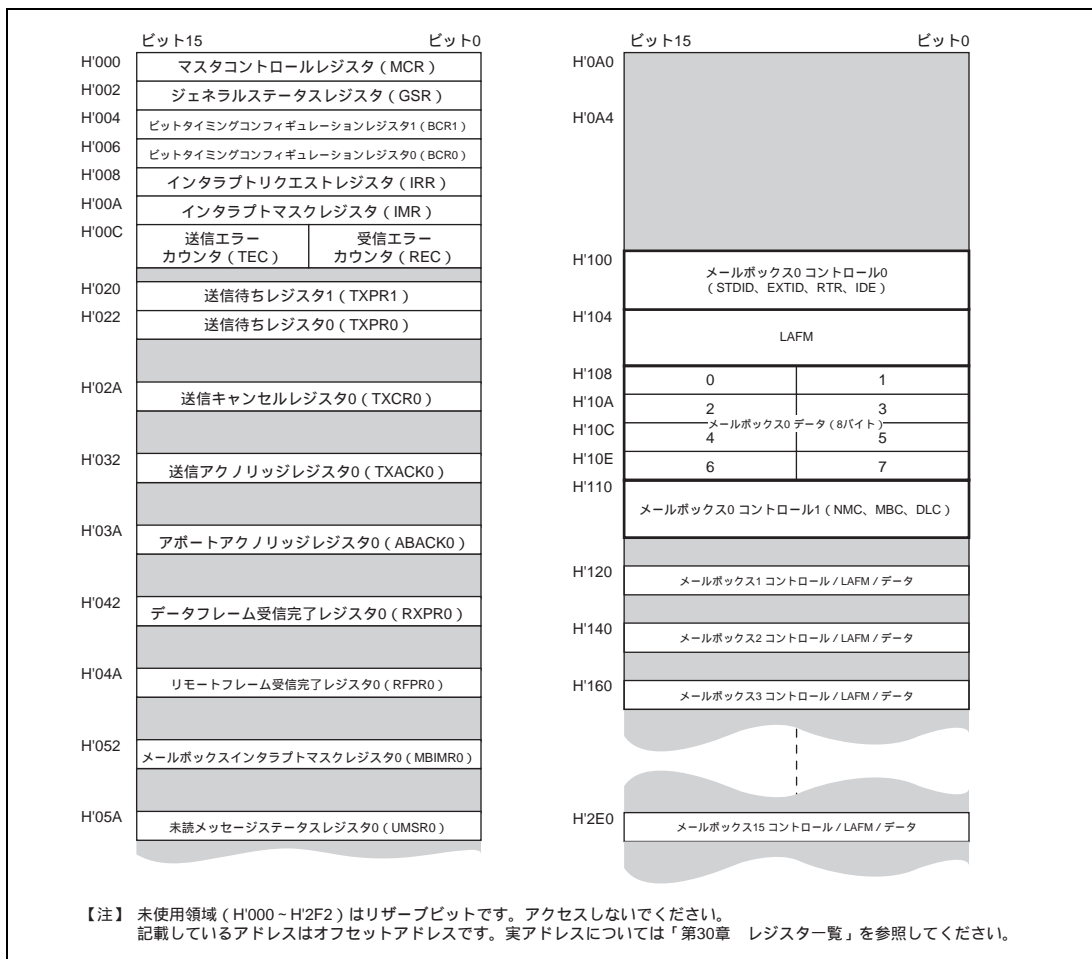 ビット15 ビット0
H'000 マスタコントロールレジスタ（MCR）
H'002 ジェネラルステータスレジスタ（GSR）
H'004 ビットタイミングコンフィギュレーションレジスタ1（BCR1）
H'006 ビットタイミングコンフィギュレーションレジスタ0（BCR0）
H'008 インタラプトリクエストレジスタ（IRR）
H'00A インタラプトマスクレジスタ（IMR）
H'00C 送信エラー 受信エラー
カウンタ（TEC） カウンタ（REC）
H'020 送信待ちレジスタ1（TXPR1）
H'022 送信待ちレジスタ0（TXPR0）
H'02A 送信キャンセルレジスタ0（TXCR0）
H'032 送信アクノリッジレジスタ0（TXACK0）
H'03A アボートアクノリッジレジスタ0（ABACK0）
H'042 データフレーム受信完了レジスタ0（RXPR0）
H'04A リモートフレーム受信完了レジスタ0（RFPR0）
H'052 メールボックスインタラプトマスクレジスタ0（MBIMR0）
H'05A 未読メッセージステータスレジスタ0（UMSR0）
ビット15 ビット0
H'0A0
H'0A4
H'100 メールボックス0 コントロール0
（STDID、EXTID、RTR、IDE）
H'104 LAFM
H'108 0 1
H'10A 2 3
メールボックス0 データ（8バイト）
H'10C 4 5
H'10E 6 7
H'110 メールボックス0 コントロール1（NMC、MBC、DLC）
H'120 メールボックス1 コントロール / LAFM / データ
H'140 メールボックス2 コントロール / LAFM / データ
H'160 メールボックス3 コントロール / LAFM / データ
H'2E0 メールボックス15 コントロール / LAFM / データ
【注】 未使用領域（H'000～H'2F2）はリザーブビットです。アクセスしないでください。
記載しているアドレスはオフセットアドレスです。実アドレスについては「第30章 レジスタ一覧」を参照してください。